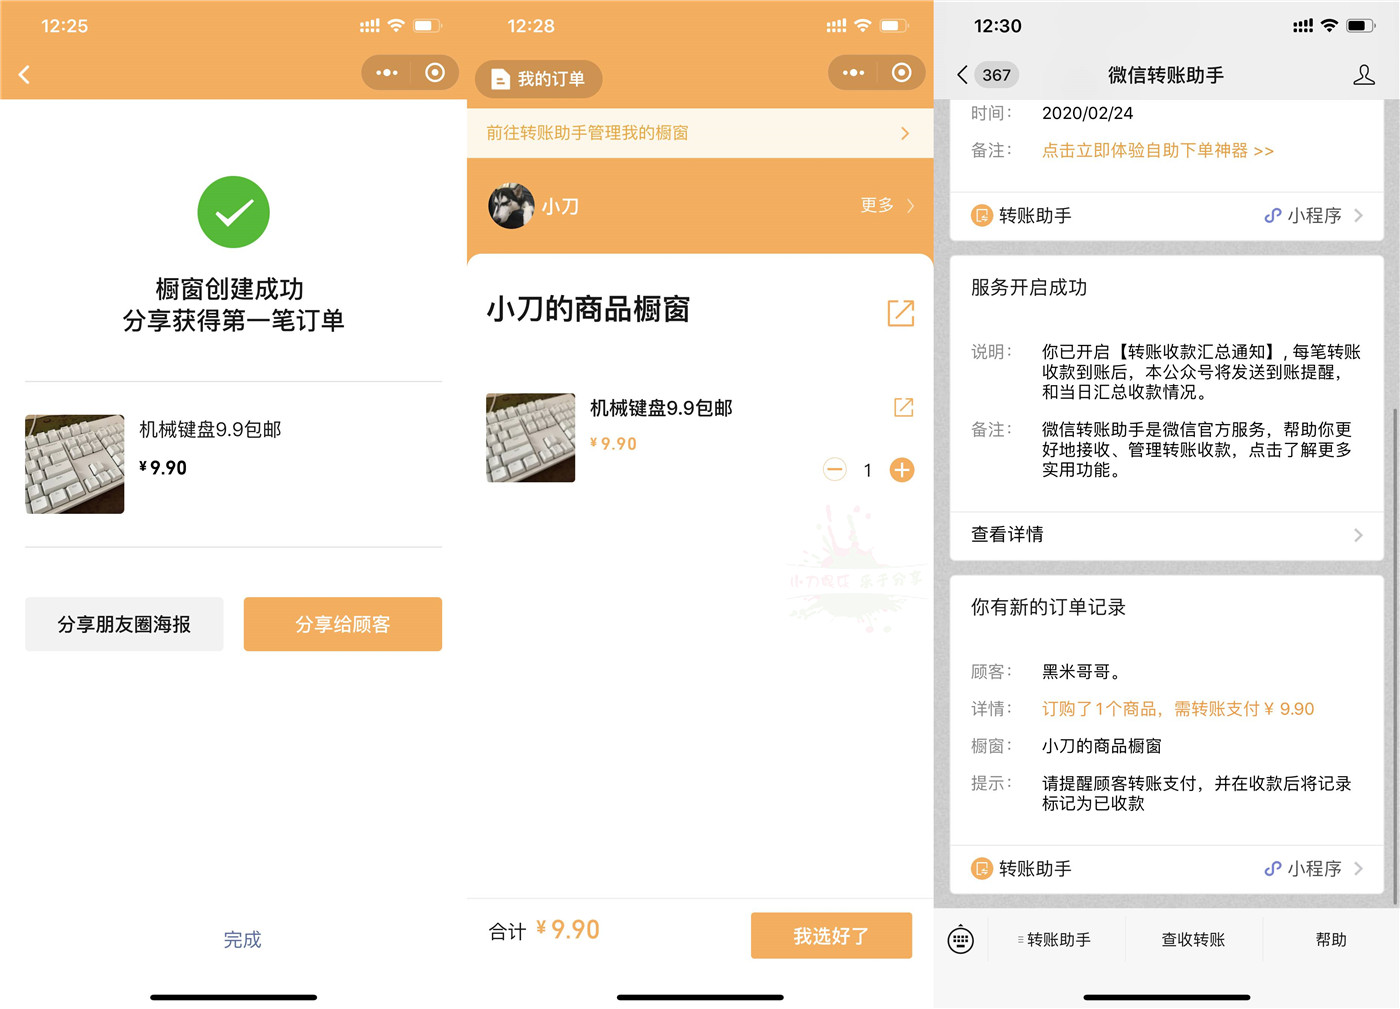 12:25
橱窗创建成功
分享获得第一笔订单
机械键盘9.9包邮
¥9.90
分享朋友圈海报
分享给顾客
完成
12:28
我的订单
前往转账助手管理我的橱窗
小刀
更多
小刀的商品橱窗
机械键盘9.9包邮
¥9.90
1
小刀娱乐 乐于分享
合计 ¥9.90
我选好了
12:30
367
微信转账助手
时间： 2020/02/24
备注： 点击立即体验自助下单神器 >>
转账助手
小程序
服务开启成功
说明： 你已开启【转账收款汇总通知】，每笔转账
收款到账后，本公众号将发送到账提醒，
和当日汇总收款情况。
备注： 微信转账助手是微信官方服务，帮助你更
好地接收、管理转账收款，点击了解更多
实用功能。
查看详情
你有新的订单记录
顾客： 黑米哥哥。
详情： 订购了1个商品，需转账支付¥ 9.90
橱窗： 小刀的商品橱窗
提示： 请提醒顾客转账支付，并在收款后将记录
标记为已收款
转账助手
小程序
转账助手
查收转账
帮助